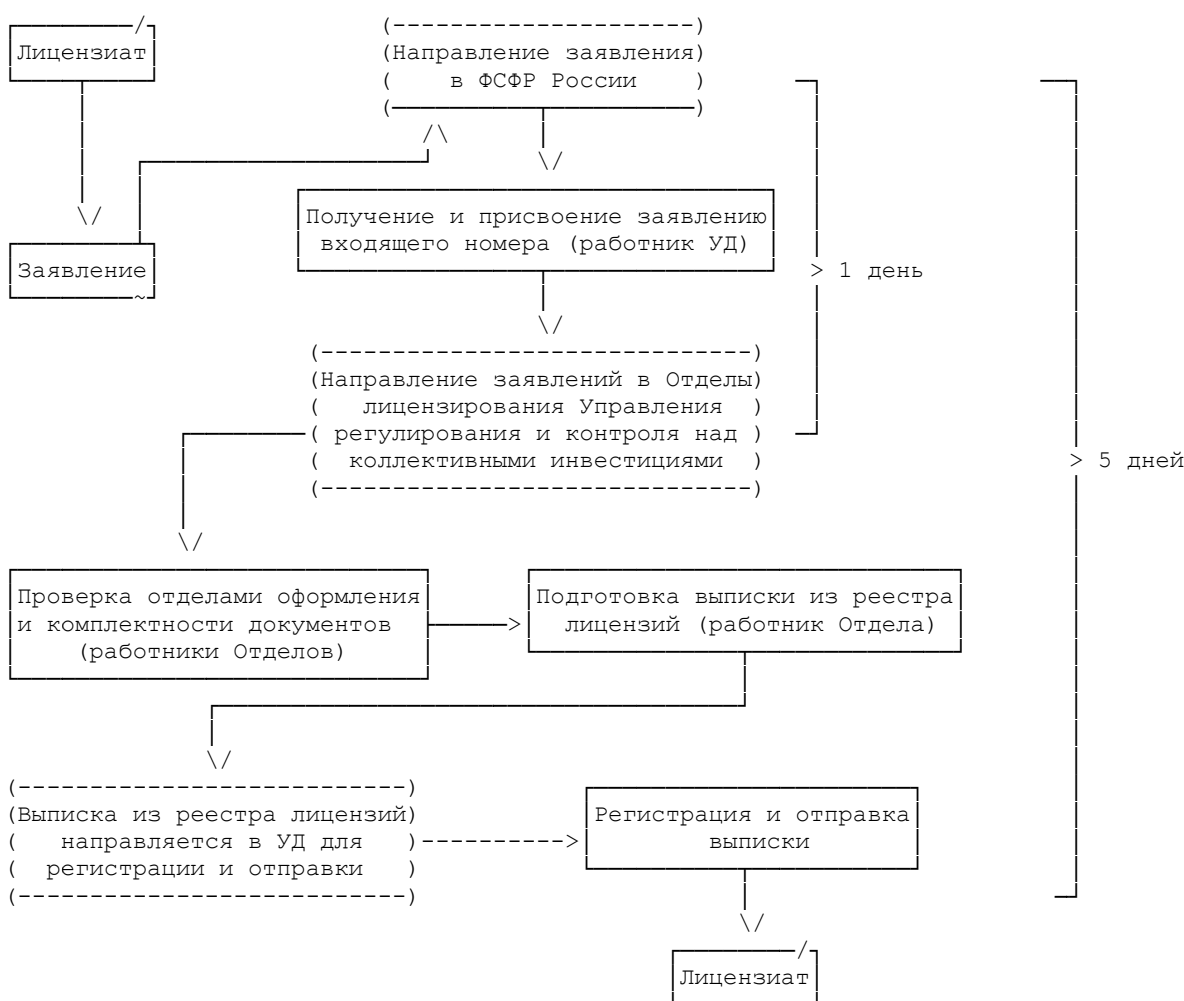 Лицензиат
(Направление заявления)
( в ФСФР России )
Получение и присвоение заявлению
входящего номера (работник УД)
Заявление
> 1 день
(Направление заявлений в Отделы)
( лицензирования Управления )
( регулирования и контроля над )
( коллективными инвестициями )
> 5 дней
Проверка отделами оформления
и комплектности документов
(работники Отделов)
Подготовка выписки из реестра
лицензий (работник Отдела)
(Выписка из реестра лицензий)
( направляется в УД для )
( регистрации и отправки )
Регистрация и отправка
выписки
Лицензиат